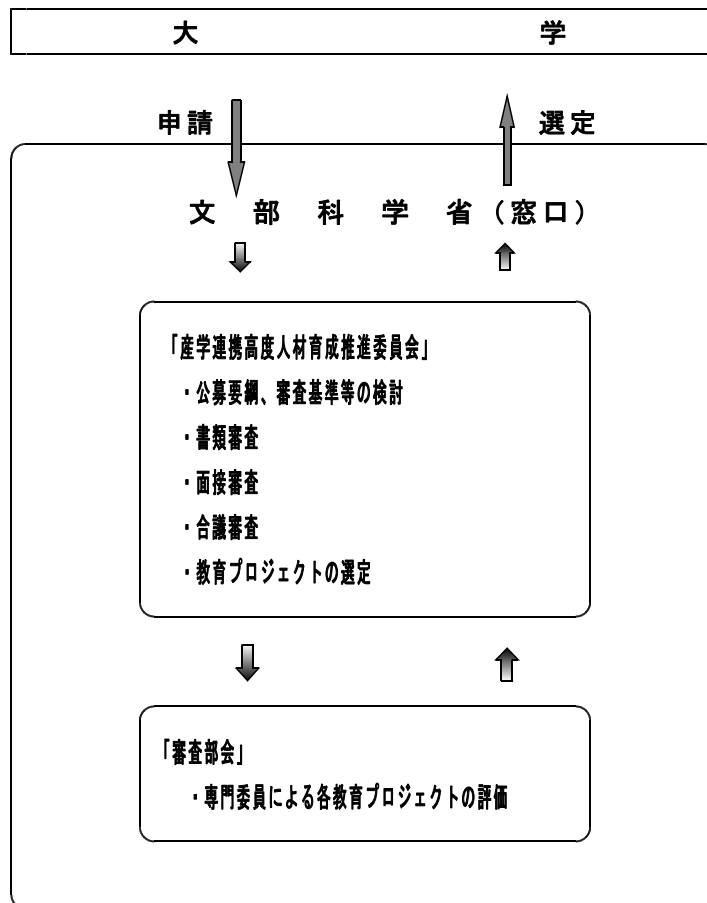 大 学
申請 選定
文部科学省(窓口)
「産学連携高度人材育成推進委員会」
・公募要綱、審査基準等の検討
・書類審査
・面接審査
・合議審査
・教育プロジェクトの選定
「審査部会」
・専門委員による各教育プロジェクトの評価